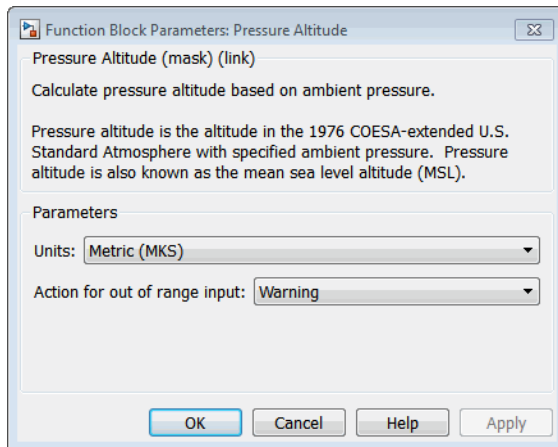 Function Block Parameters: Pressure Altitude
Pressure Altitude (mask) (link)
Calculate pressure altitude based on ambient pressure.
Pressure altitude is the altitude in the 1976 COESA-extended U.S.
Standard Atmosphere with specified ambient pressure.  Pressure
altitude is also known as the mean sea level altitude (MSL).
Parameters
Units: Metric (MKS)
Action for out of range input: Warning
OK Cancel Help Apply